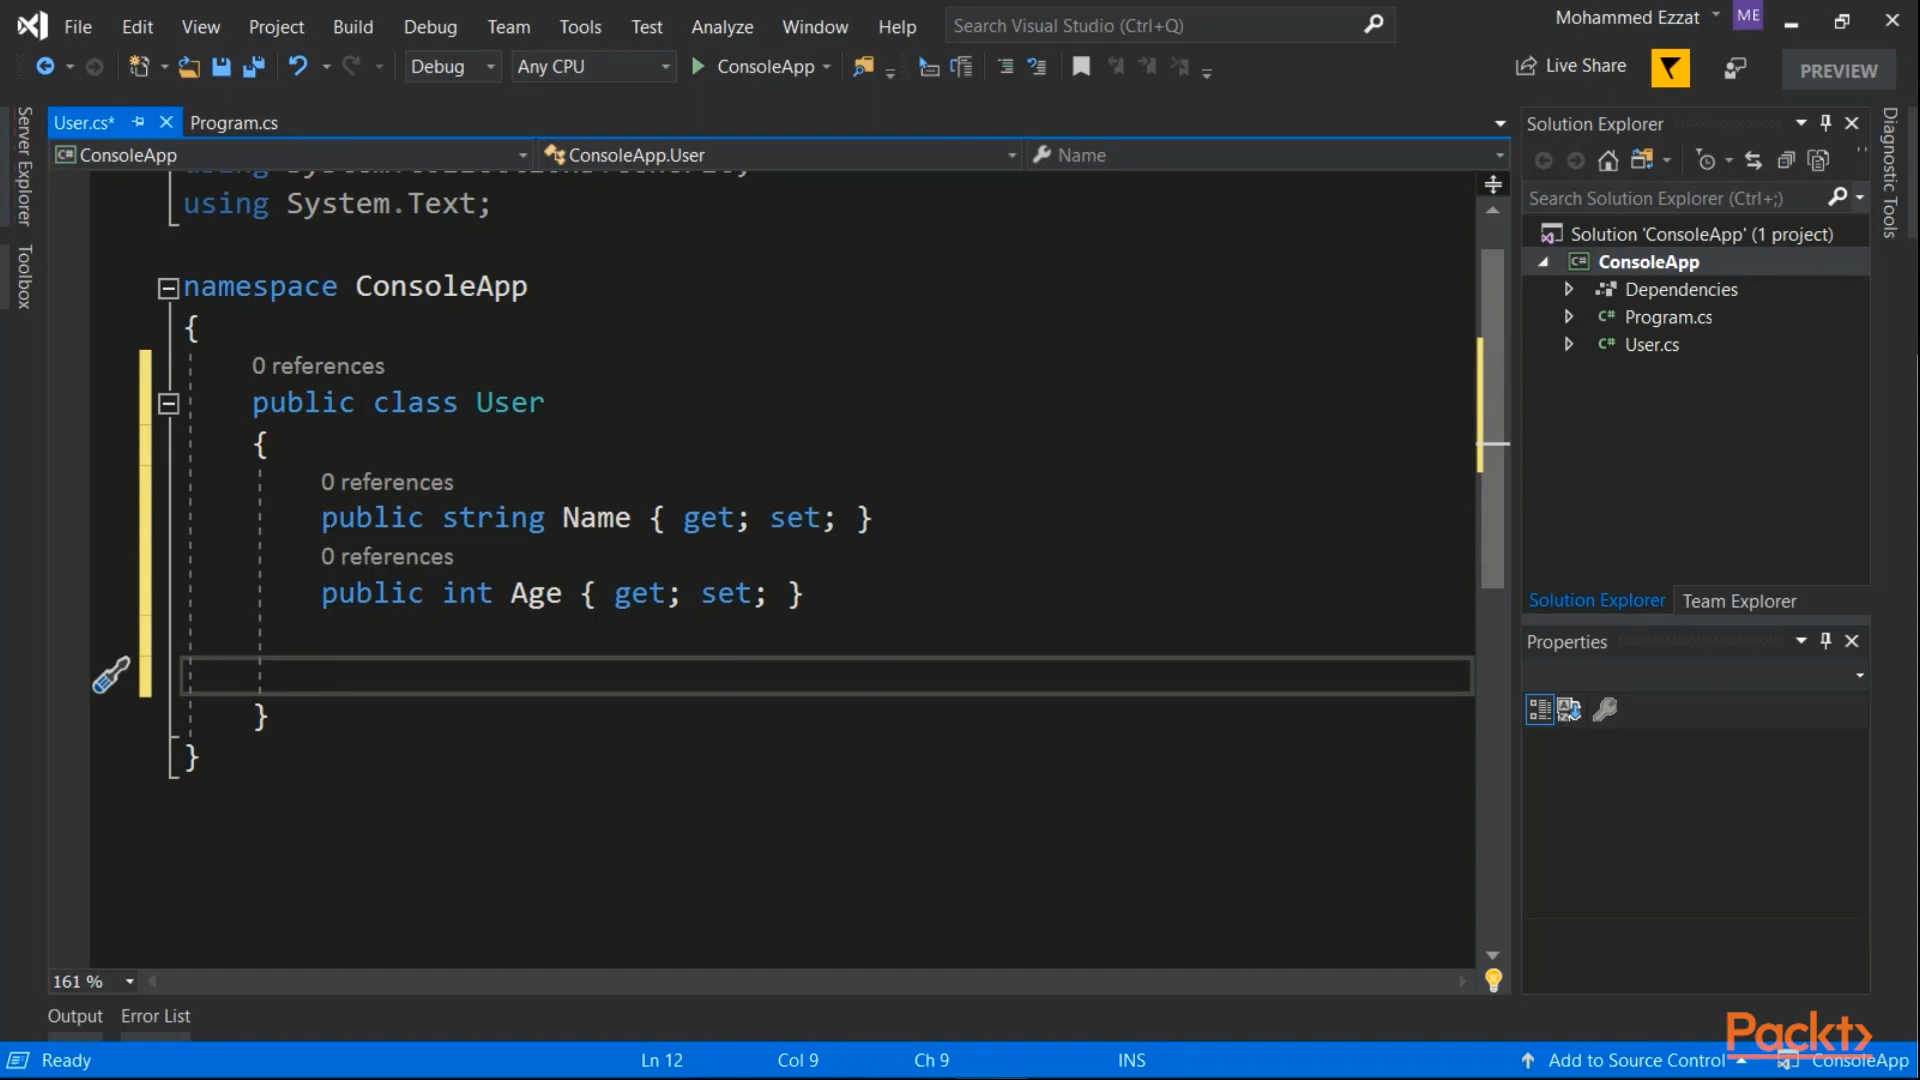 File Edit View Project Build Debug Team Tools Test Analyze Window Help Search Visual Studio (Ctrl+Q) Mohammed Ezzat ME
Debug Any CPU ConsoleApp Live Share PREVIEW
Server Explorer
Toolbox
User.cs* Program.cs
ConsoleApp ConsoleApp.User Name
using System.Text;
namespace ConsoleApp
{
0 references
public class User
{
0 references
public string Name { get; set; }
0 references
public int Age { get; set; }
}
}
161 %
Output Error List
Solution Explorer
Search Solution Explorer (Ctrl+;)
Solution 'ConsoleApp' (1 project)
ConsoleApp
Dependencies
C# Program.cs
C# User.cs
Solution Explorer Team Explorer
Properties
Diagnostic Tools
Packt>
Ready Ln 12 Col 9 Ch 9 INS Add to Source Control ConsoleApp